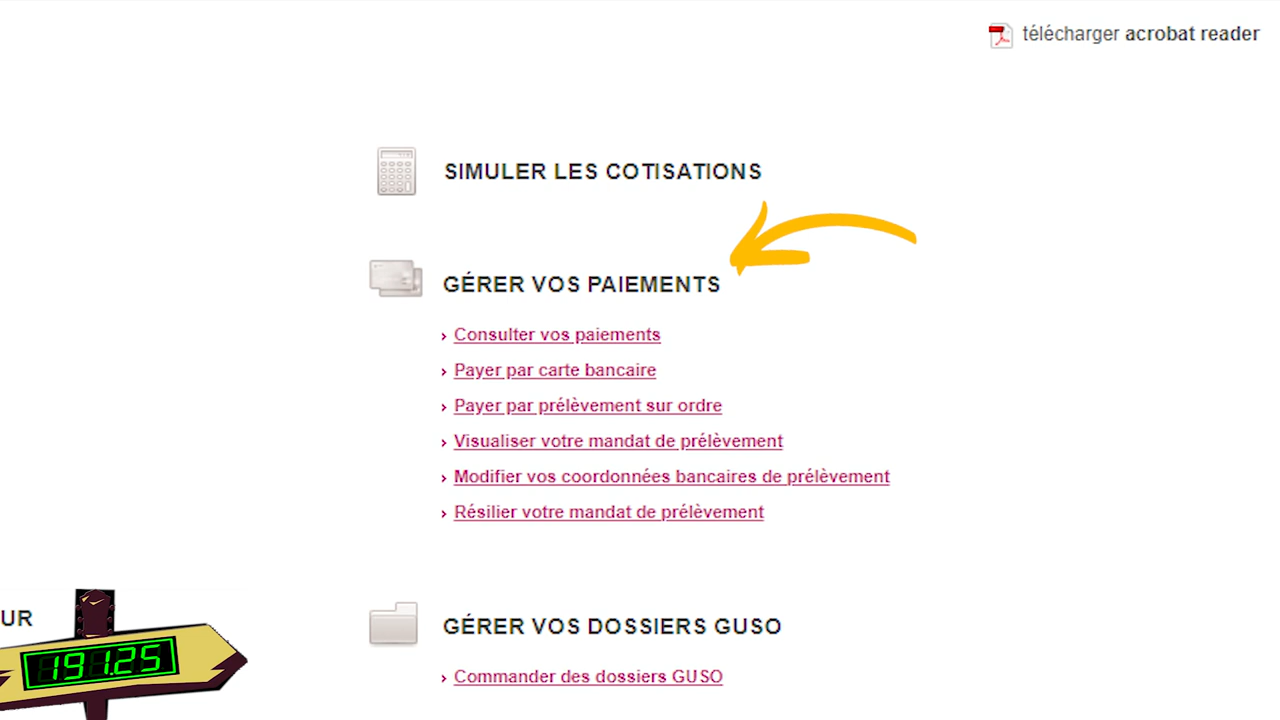 télécharger acrobat reader
SIMULER LES COTISATIONS
GÉRER VOS PAIEMENTS
› Consulter vos paiements
› Payer par carte bancaire
› Payer par prélèvement sur ordre
› Visualiser votre mandat de prélèvement
› Modifier vos coordonnées bancaires de prélèvement
› Résilier votre mandat de prélèvement
UR
191.25
GÉRER VOS DOSSIERS GUSO
› Commander des dossiers GUSO